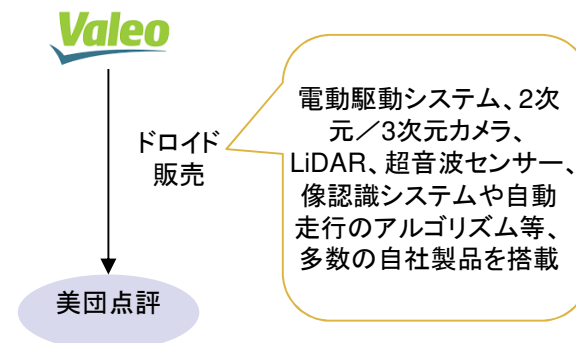 Valeo
ドロイド
販売
電動駆動システム、2次
元／3次元カメラ、
LiDAR、超音波センサー、
像認識システムや自動
走行のアルゴリズム等、
多数の自社製品を搭載
美団点評